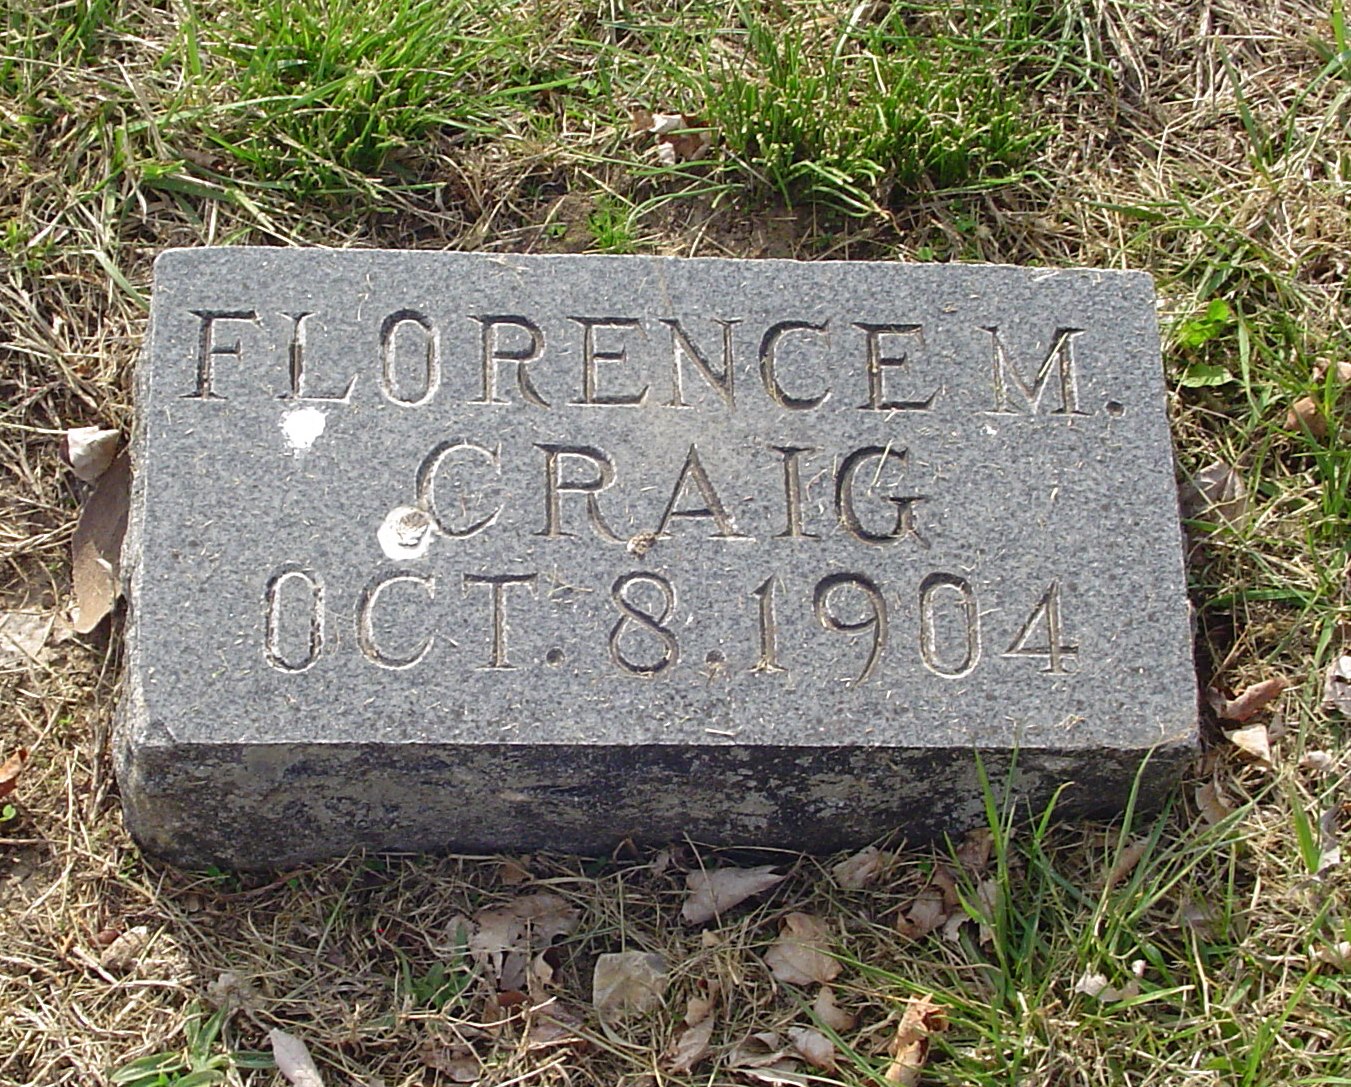 FLORENCE M.
CRAIG
OCT. 8.1904